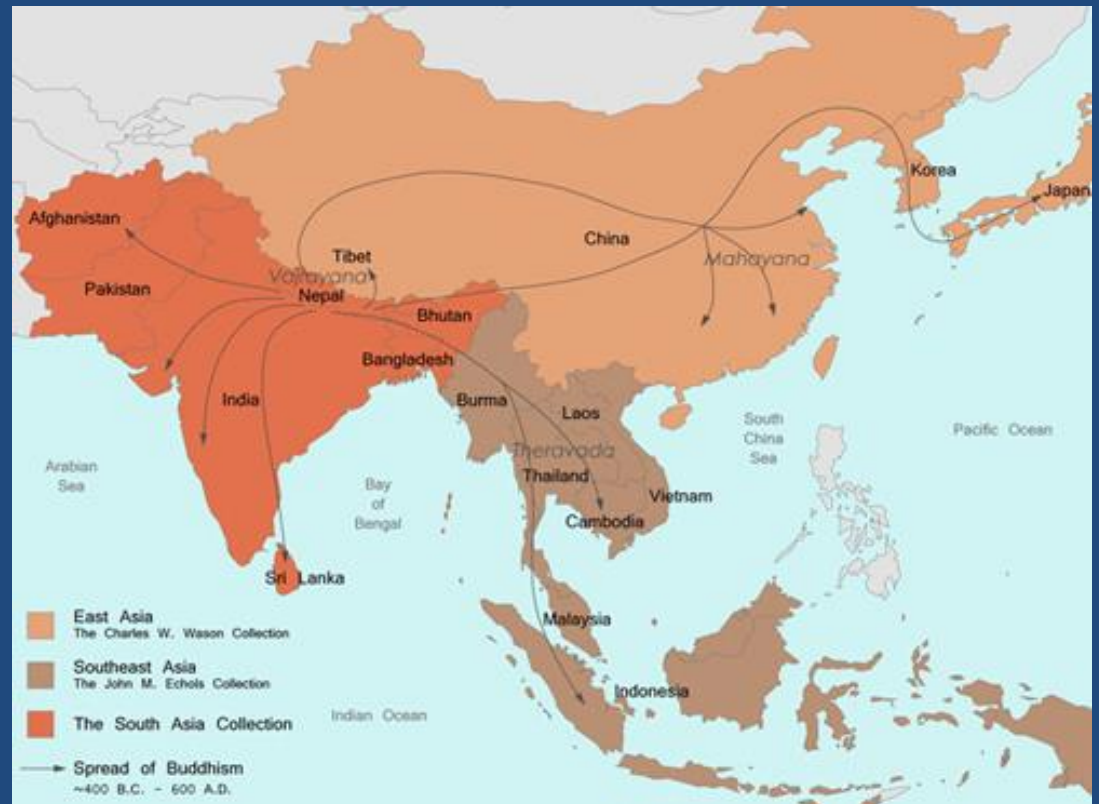 Korea
Japan
Afghanistan
China
Tibet
Mahayana
Vajrayana
Pakistan
Nepal
Bhutan
Bangladesh
India
Burma
Laos
South
China
Sea
Pacific Ocean
Arabian
Sea
Theravada
Thailand
Bay
of
Bengal
Vietnam
Cambodia
Sri Lanka
Malaysia
Indonesia
Indian Ocean
East Asia
The Charles W. Wason Collection
Southeast Asia
The John M. Echols Collection
The South Asia Collection
Spread of Buddhism
~400 B.C. - 600 A.D.